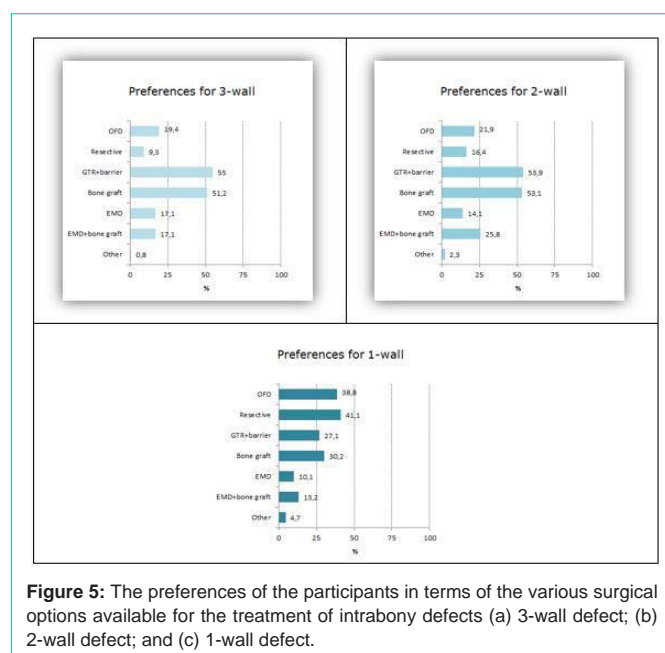 Preferences for 3-wall
OFD 19,4
Resective 9,3
GTR+barrier 55
Bone graft 51,2
EMD 17,1
EMD+bone graft 17,1
Other 0,8
0 25 50 75 100
%
Preferences for 2-wall
OFD 21,9
Resective 16,4
GTR+barrier 53,9
Bone graft 53,1
EMD 14,1
EMD+bone graft 25,8
Other 2,3
0 25 50 75 100
%
Preferences for 1-wall
OFD 38,8
Resective 41,1
GTR+barrier 27,1
Bone graft 30,2
EMD 10,1
EMD+bone graft 13,2
Other 4,7
0 25 50 75 100
%
Figure 5: The preferences of the participants in terms of the various surgical
options available for the treatment of intrabony defects (a) 3-wall defect; (b)
2-wall defect; and (c) 1-wall defect.